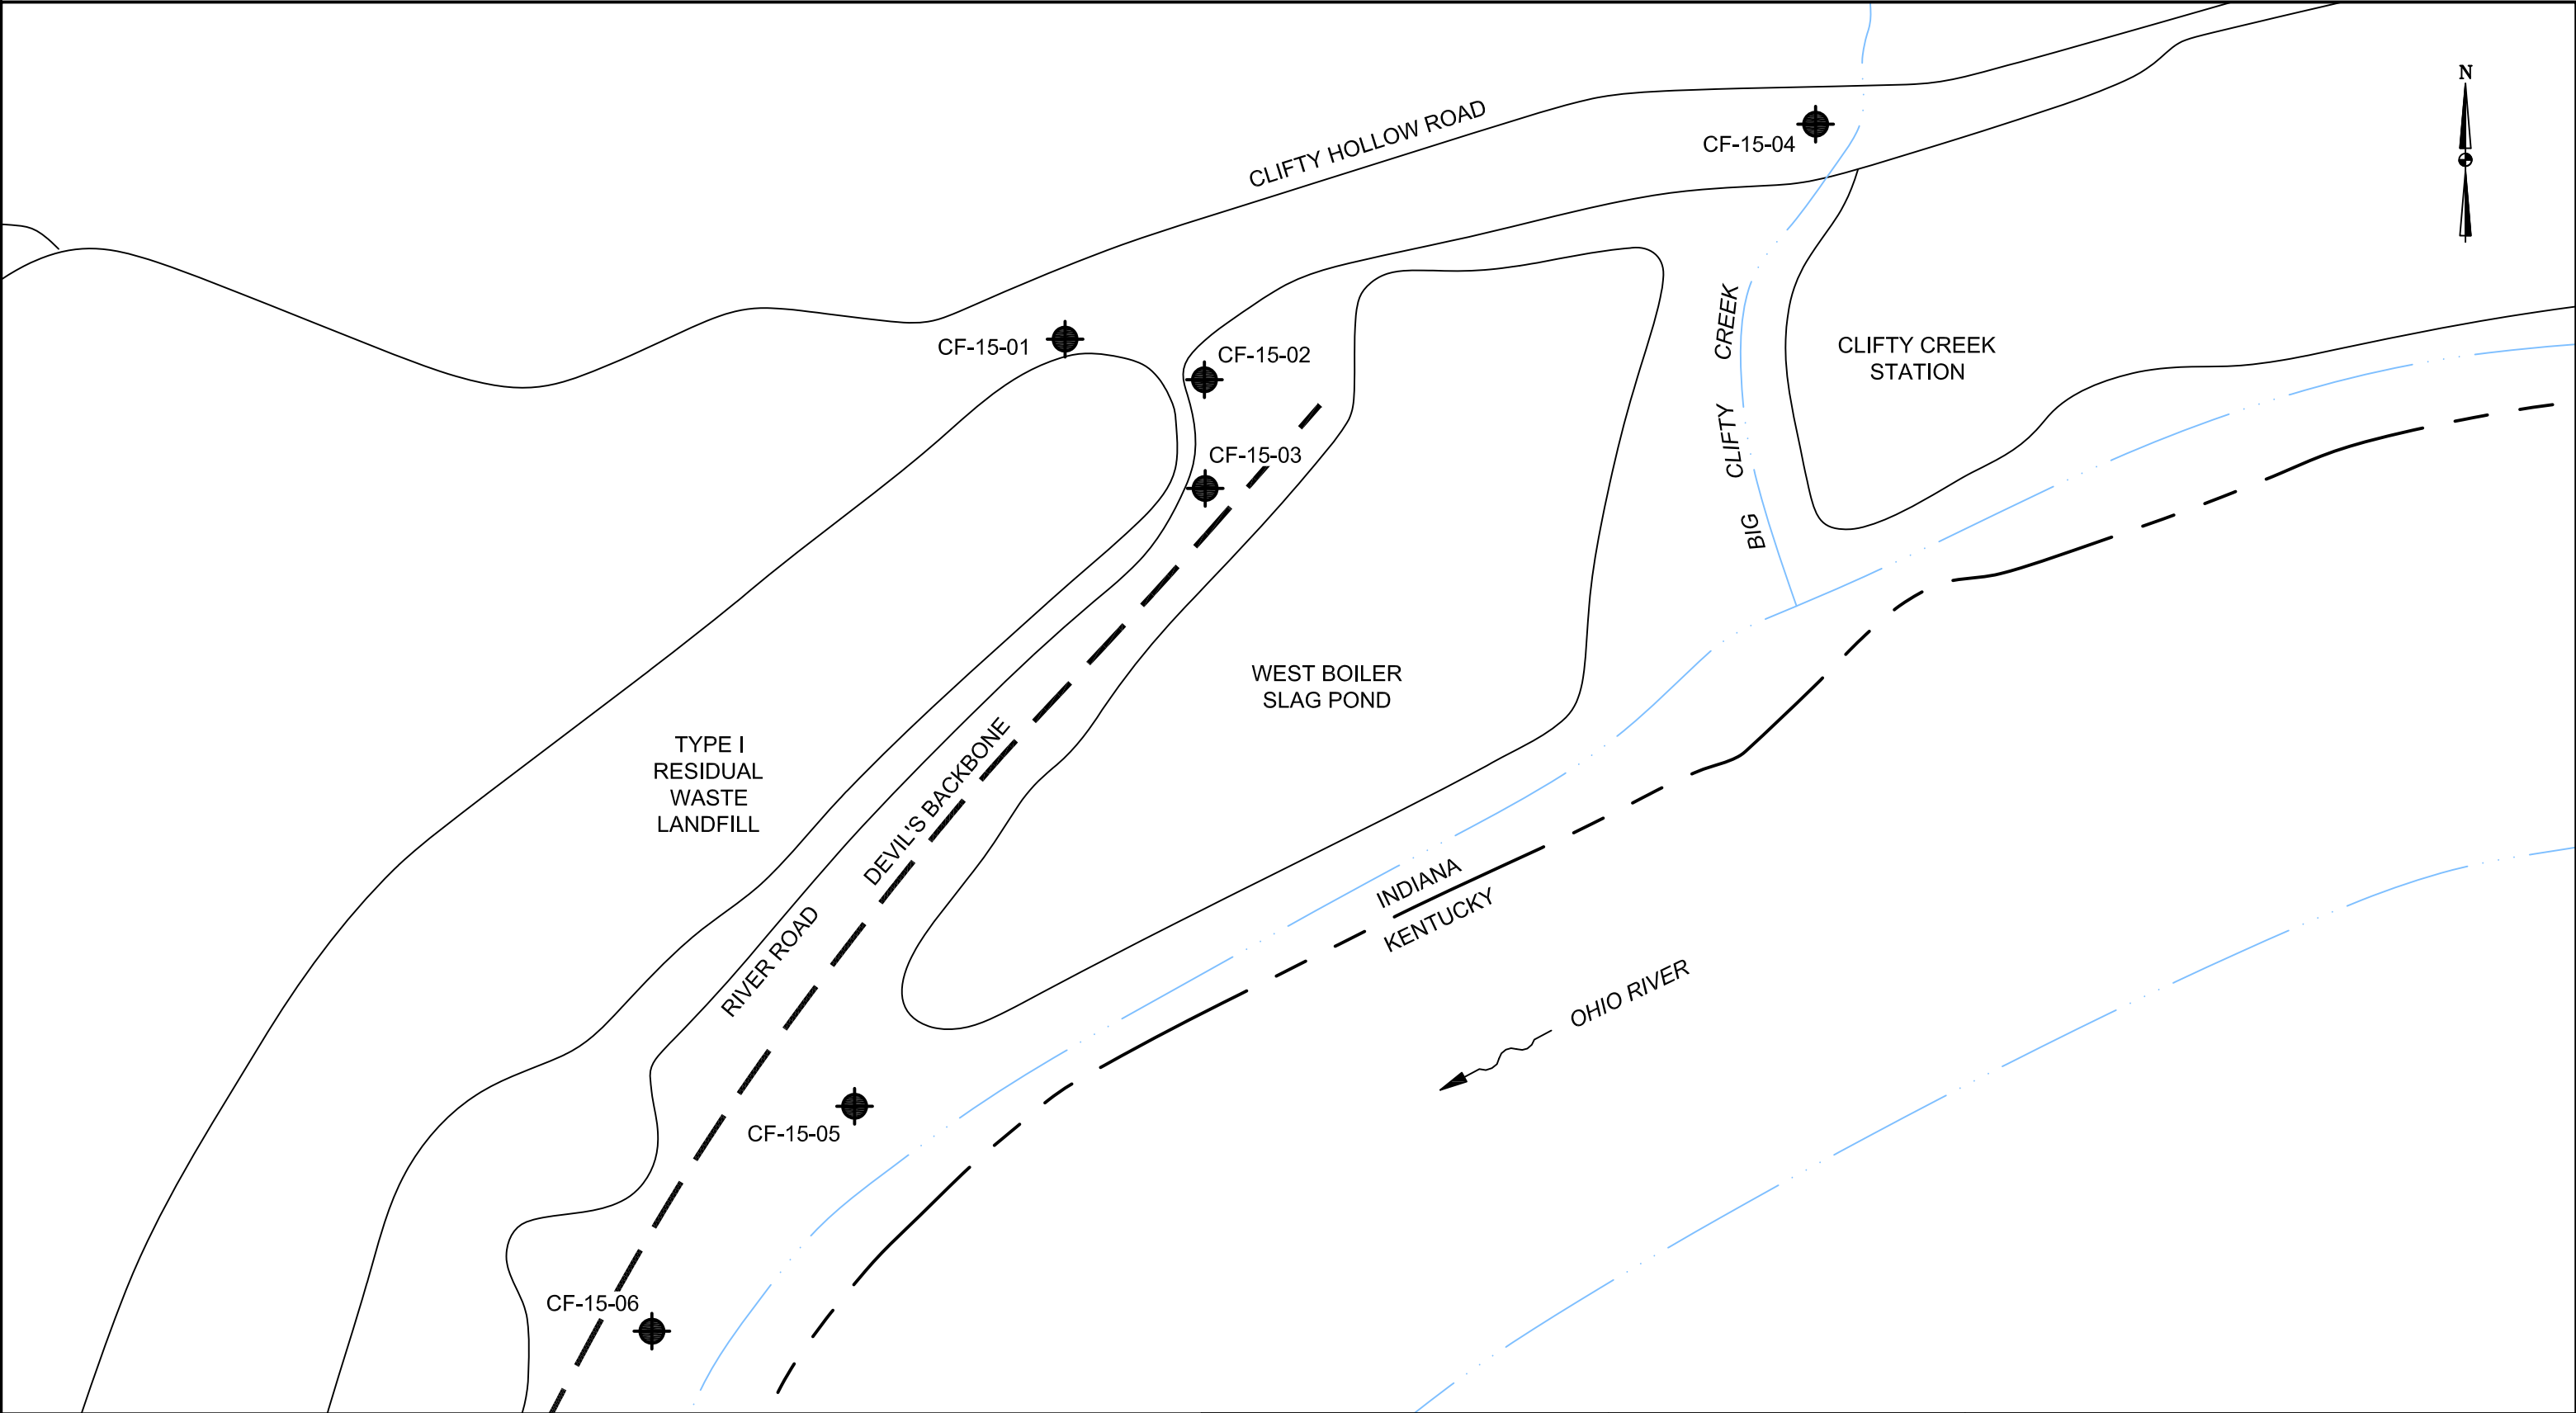 N
CLIFTY HOLLOW ROAD
CF-15-04
CF-15-01
CF-15-02
CLIFTY CREEK
STATION
BIG CLIFTY CREEK
CF-15-03
WEST BOILER
SLAG POND
TYPE I
RESIDUAL
WASTE
LANDFILL
DEVIL'S BACKBONE
RIVER ROAD
INDIANA
KENTUCKY
OHIO RIVER
CF-15-05
CF-15-06